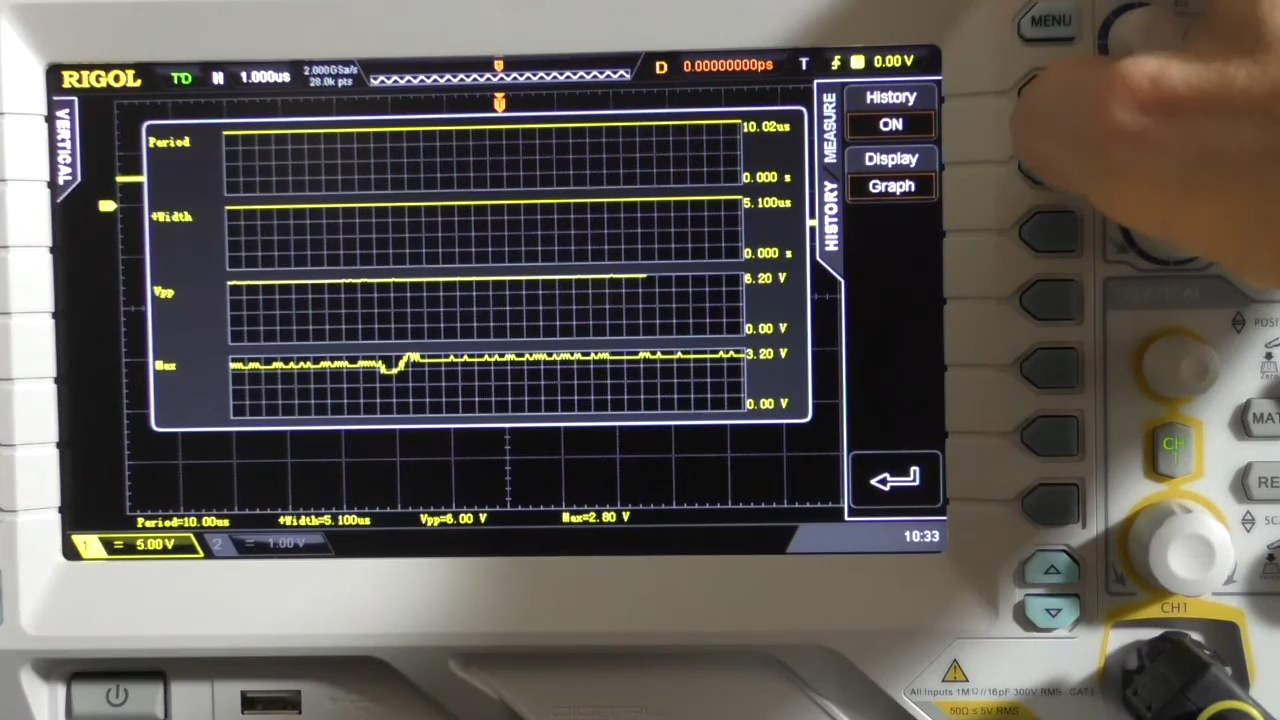 MENU
RIGOL T'D H 1.000us 2.000GSa/s D 0.00000000ps T 0.00 V
28.0k pts
VERTICAL
History
ON
MEASURE
Period 10.02us
Display
0.000 s
Graph
HISTORY
+Width 5.100us
0.000 s
Vpp 6.20 V
0.00 V
Max 3.20 V
0.00 V
Period=10.00us +Width=5.100us Vpp=6.00 V Max=2.80 V
1 = 5.00 V 2 = 1.00 V 10:33
CH1
All Inputs 1MΩ//16pF 300V RMS CAT I
50Ω ≤ 5V RMS